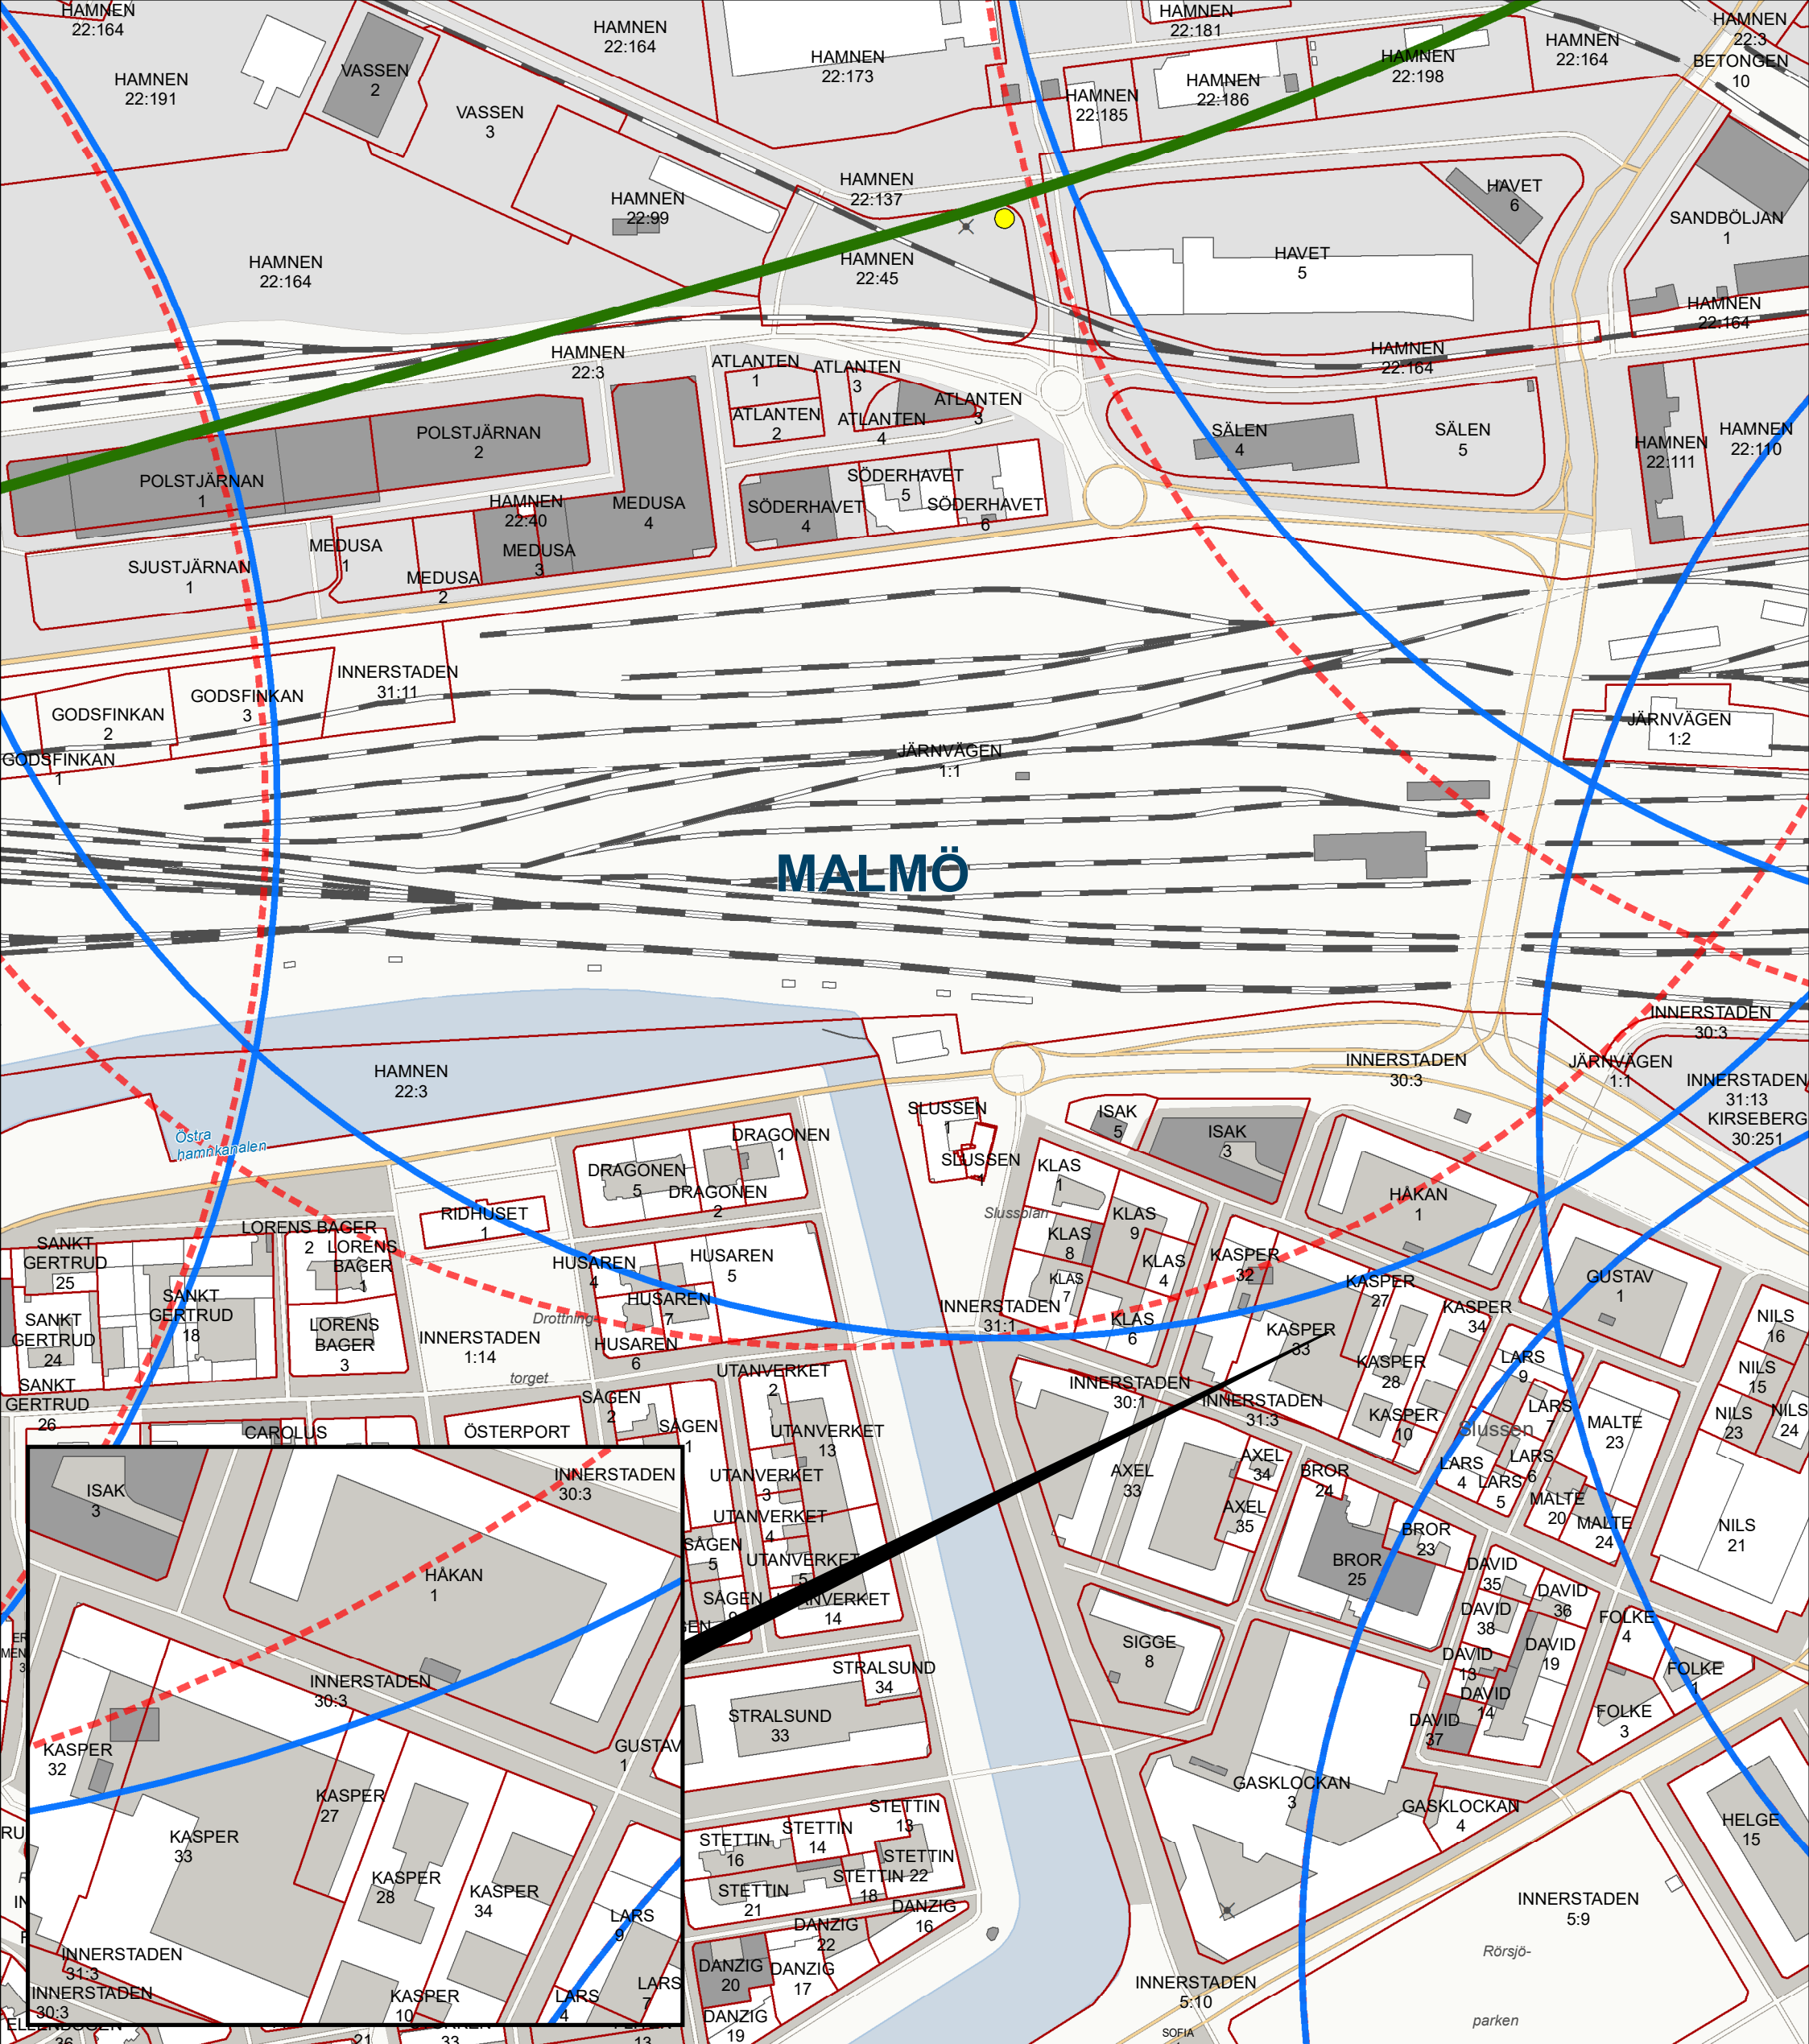 HAMNEN
22:164
HAMNEN
22:191
VASSEN
2
VASSEN
3
HAMNEN
22:164
HAMNEN
22:173
HAMNEN
22:181
HAMNEN
22:185
HAMNEN
22:186
HAMNEN
22:198
HAMNEN
22:164
HAMNEN
22:3
BETONGEN
10
HAMNEN
22:99
HAMNEN
22:137
HAMNEN
22:45
HAVET
6
HAVET
5
SANDBÖLJAN
1
HAMNEN
22:164
HAMNEN
22:164
HAMNEN
22:164
HAMNEN
22:3
ATLANTEN
1
ATLANTEN
3
ATLANTEN
2
ATLANTEN
4
ATLANTEN
3
POLSTJÄRNAN
2
POLSTJÄRNAN
1
HAMNEN
22:40
MEDUSA
4
SÖDERHAVET
4
SÖDERHAVET
5
SÖDERHAVET
6
SÄLEN
4
SÄLEN
5
HAMNEN
22:111
HAMNEN
22:110
SJUSTJÄRNAN
1
MEDUSA
1
MEDUSA
2
MEDUSA
3
INNERSTADEN
31:11
GODSFINKAN
3
GODSFINKAN
2
GODSFINKAN
1
JÄRNVÄGEN
1:1
JÄRNVÄGEN
1:2
MALMÖ
HAMNEN
22:3
INNERSTADEN
30:3
INNERSTADEN
30:3
JÄRNVÄGEN
1:1
INNERSTADEN
31:13
KIRSEBERG
30:251
Östra
hamnkanalen
SLUSSEN
1
SLUSSEN
4
ISAK
5
ISAK
3
DRAGONEN
1
DRAGONEN
5
DRAGONEN
2
KLAS
1
HÅKAN
1
RIDHUSET
1
Slussplan
KLAS
9
KLAS
8
KLAS
4
KLAS
7
KLAS
6
LORENS BAGER
2
LORENS
BAGER
1
LORENS
BAGER
3
SANKT
GERTRUD
25
SANKT
GERTRUD
24
SANKT
GERTRUD
18
SANKT
GERTRUD
26
HUSAREN
4
HUSAREN
5
HUSAREN
7
HUSAREN
6
INNERSTADEN
1:14
Drottning-
torget
INNERSTADEN
31:1
KASPER
32
KASPER
27
KASPER
34
KASPER
33
KASPER
28
KASPER
10
GUSTAV
1
NILS
16
NILS
15
NILS
23
NILS
24
NILS
21
LARS
9
LARS
7
LARS
6
LARS
4
LARS
5
MALTE
23
MALTE
20
MALTE
24
Slussen
UTANVERKET
2
UTANVERKET
13
UTANVERKET
3
UTANVERKET
4
UTANVERKET
5
14
SÅGEN
2
SÅGEN
1
SÅGEN
5
SÅGEN
ÖSTERPORT
CAROLUS
INNERSTADEN
30:1
INNERSTADEN
31:3
AXEL
33
AXEL
34
AXEL
35
BROR
24
BROR
23
BROR
25
DAVID
35
DAVID
36
DAVID
38
DAVID
19
DAVID
13
DAVID
14
DAVID
37
FOLKE
4
FOLKE
1
FOLKE
3
SIGGE
8
STRALSUND
34
STRALSUND
33
GASKLOCKAN
3
GASKLOCKAN
4
HELGE
15
STETTIN
13
STETTIN
14
STETTIN
16
STETTIN
22
STETTIN
18
STETTIN
21
DANZIG
16
DANZIG
22
DANZIG
20
DANZIG
17
DANZIG
19
INNERSTADEN
5:9
INNERSTADEN
5:10
Rörsjö-
parken
SOFIA
ISAK
3
INNERSTADEN
30:3
HÅKAN
1
INNERSTADEN
30:3
KASPER
32
GUSTAV
1
KASPER
27
KASPER
33
KASPER
28
KASPER
34
LARS
9
INNERSTADEN
31:3
INNERSTADEN
30:3
KASPER
10
LARS
4
LARS
7
21
33
13